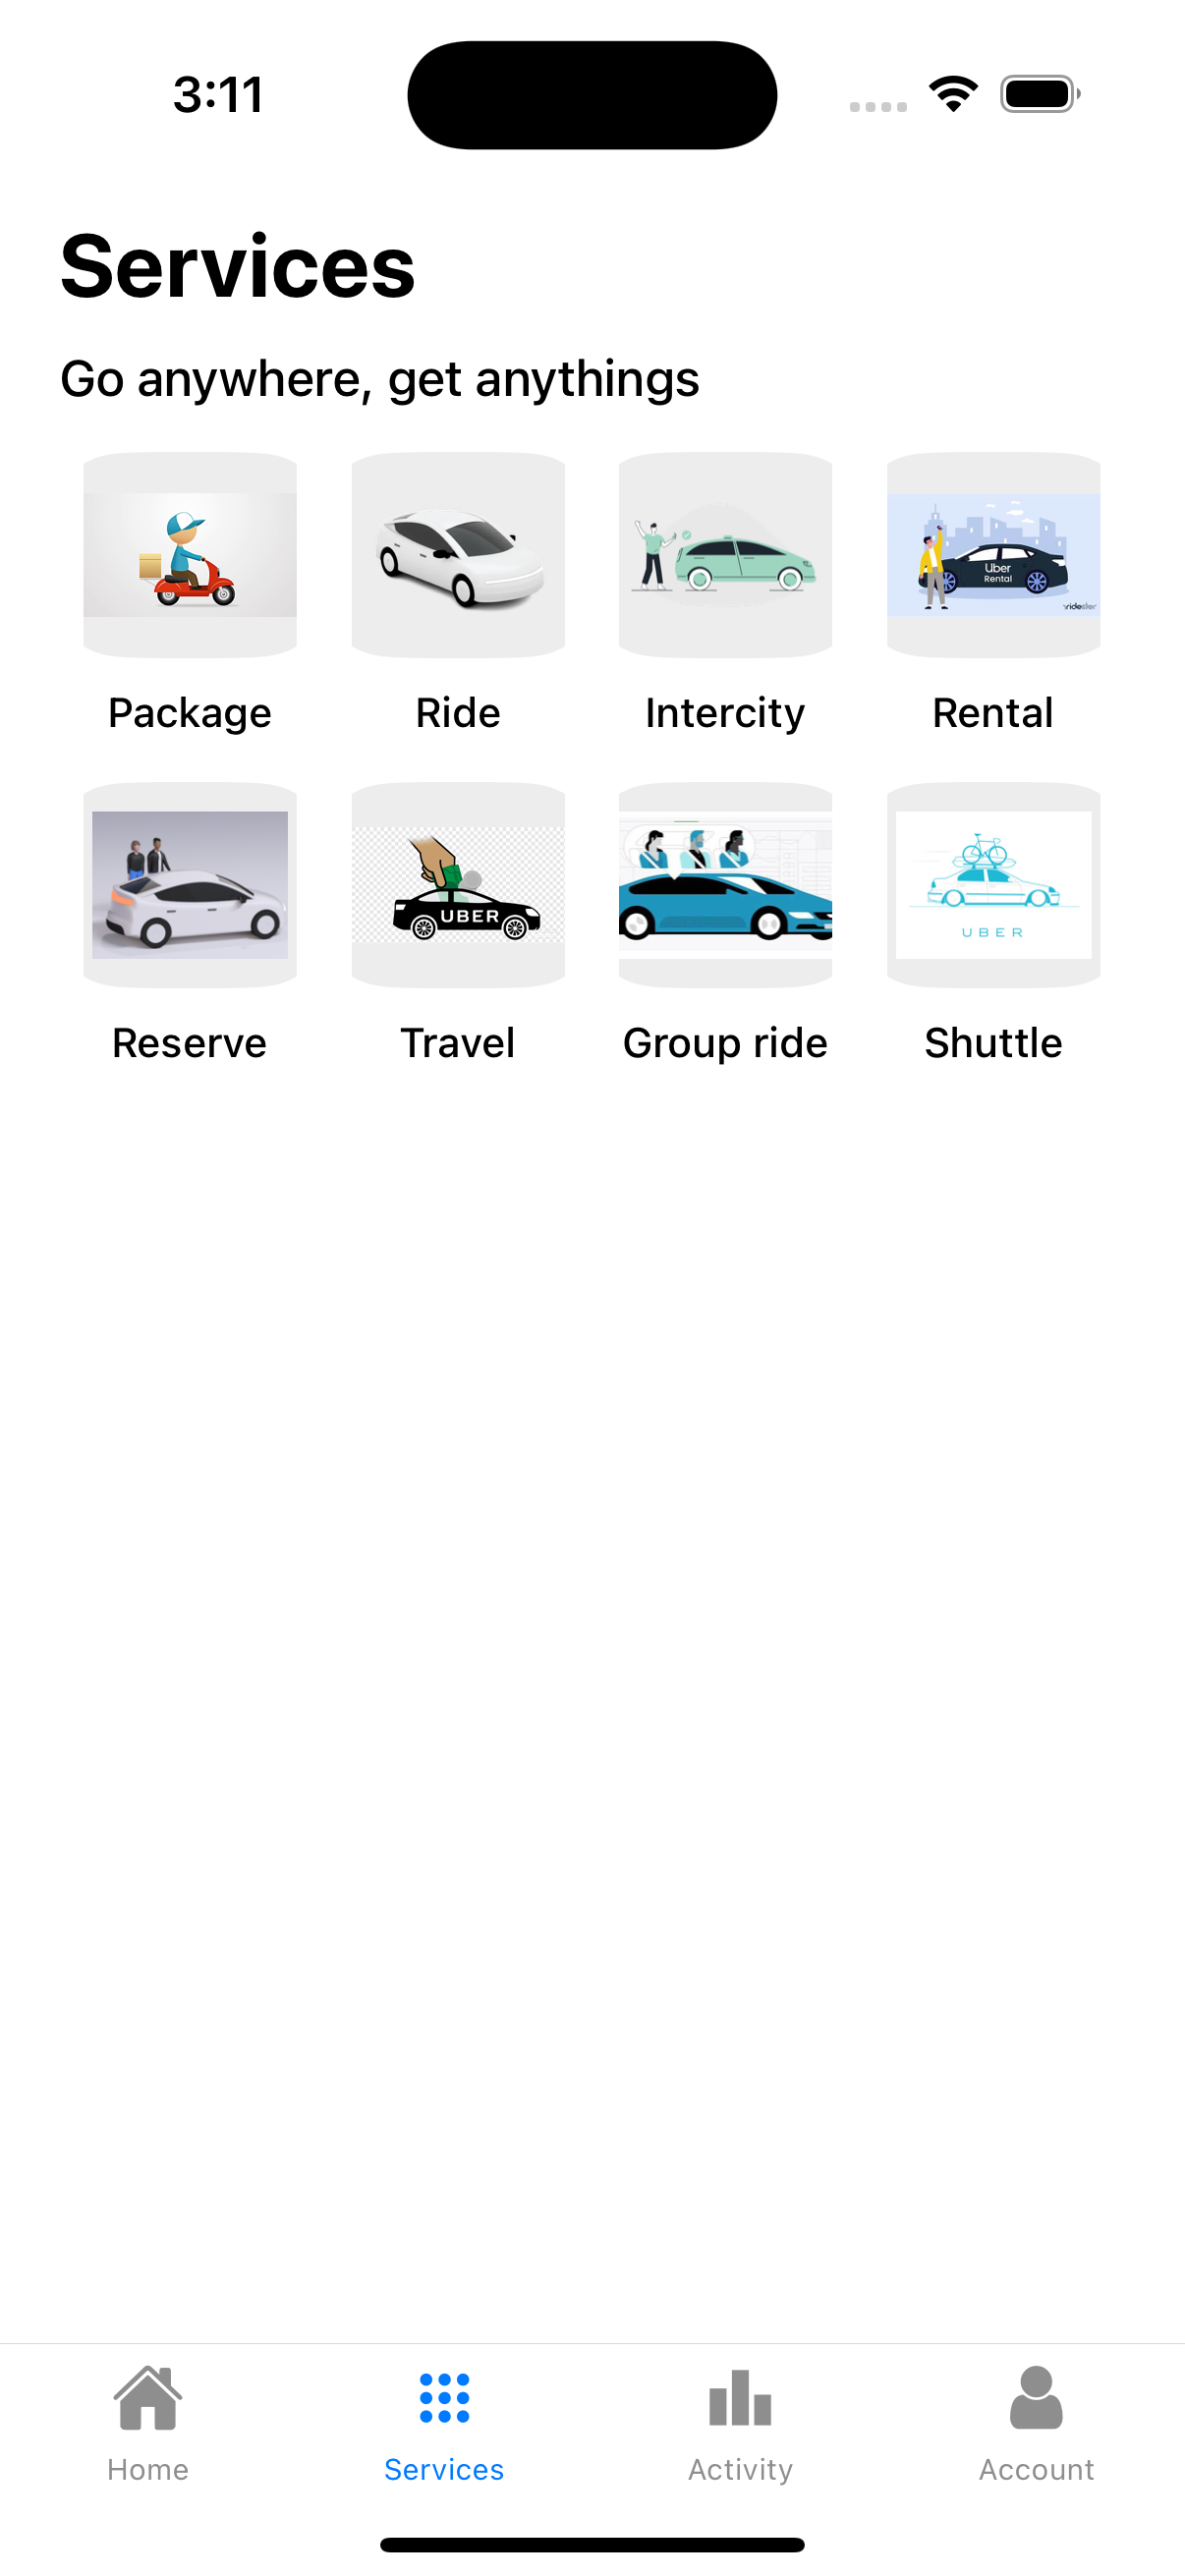 3:11
Services
Go anywhere, get anythings
Uber
Rental
ridester
Package Ride Intercity Rental
UBER
UBER
Reserve Travel Group ride Shuttle
Home Services Activity Account